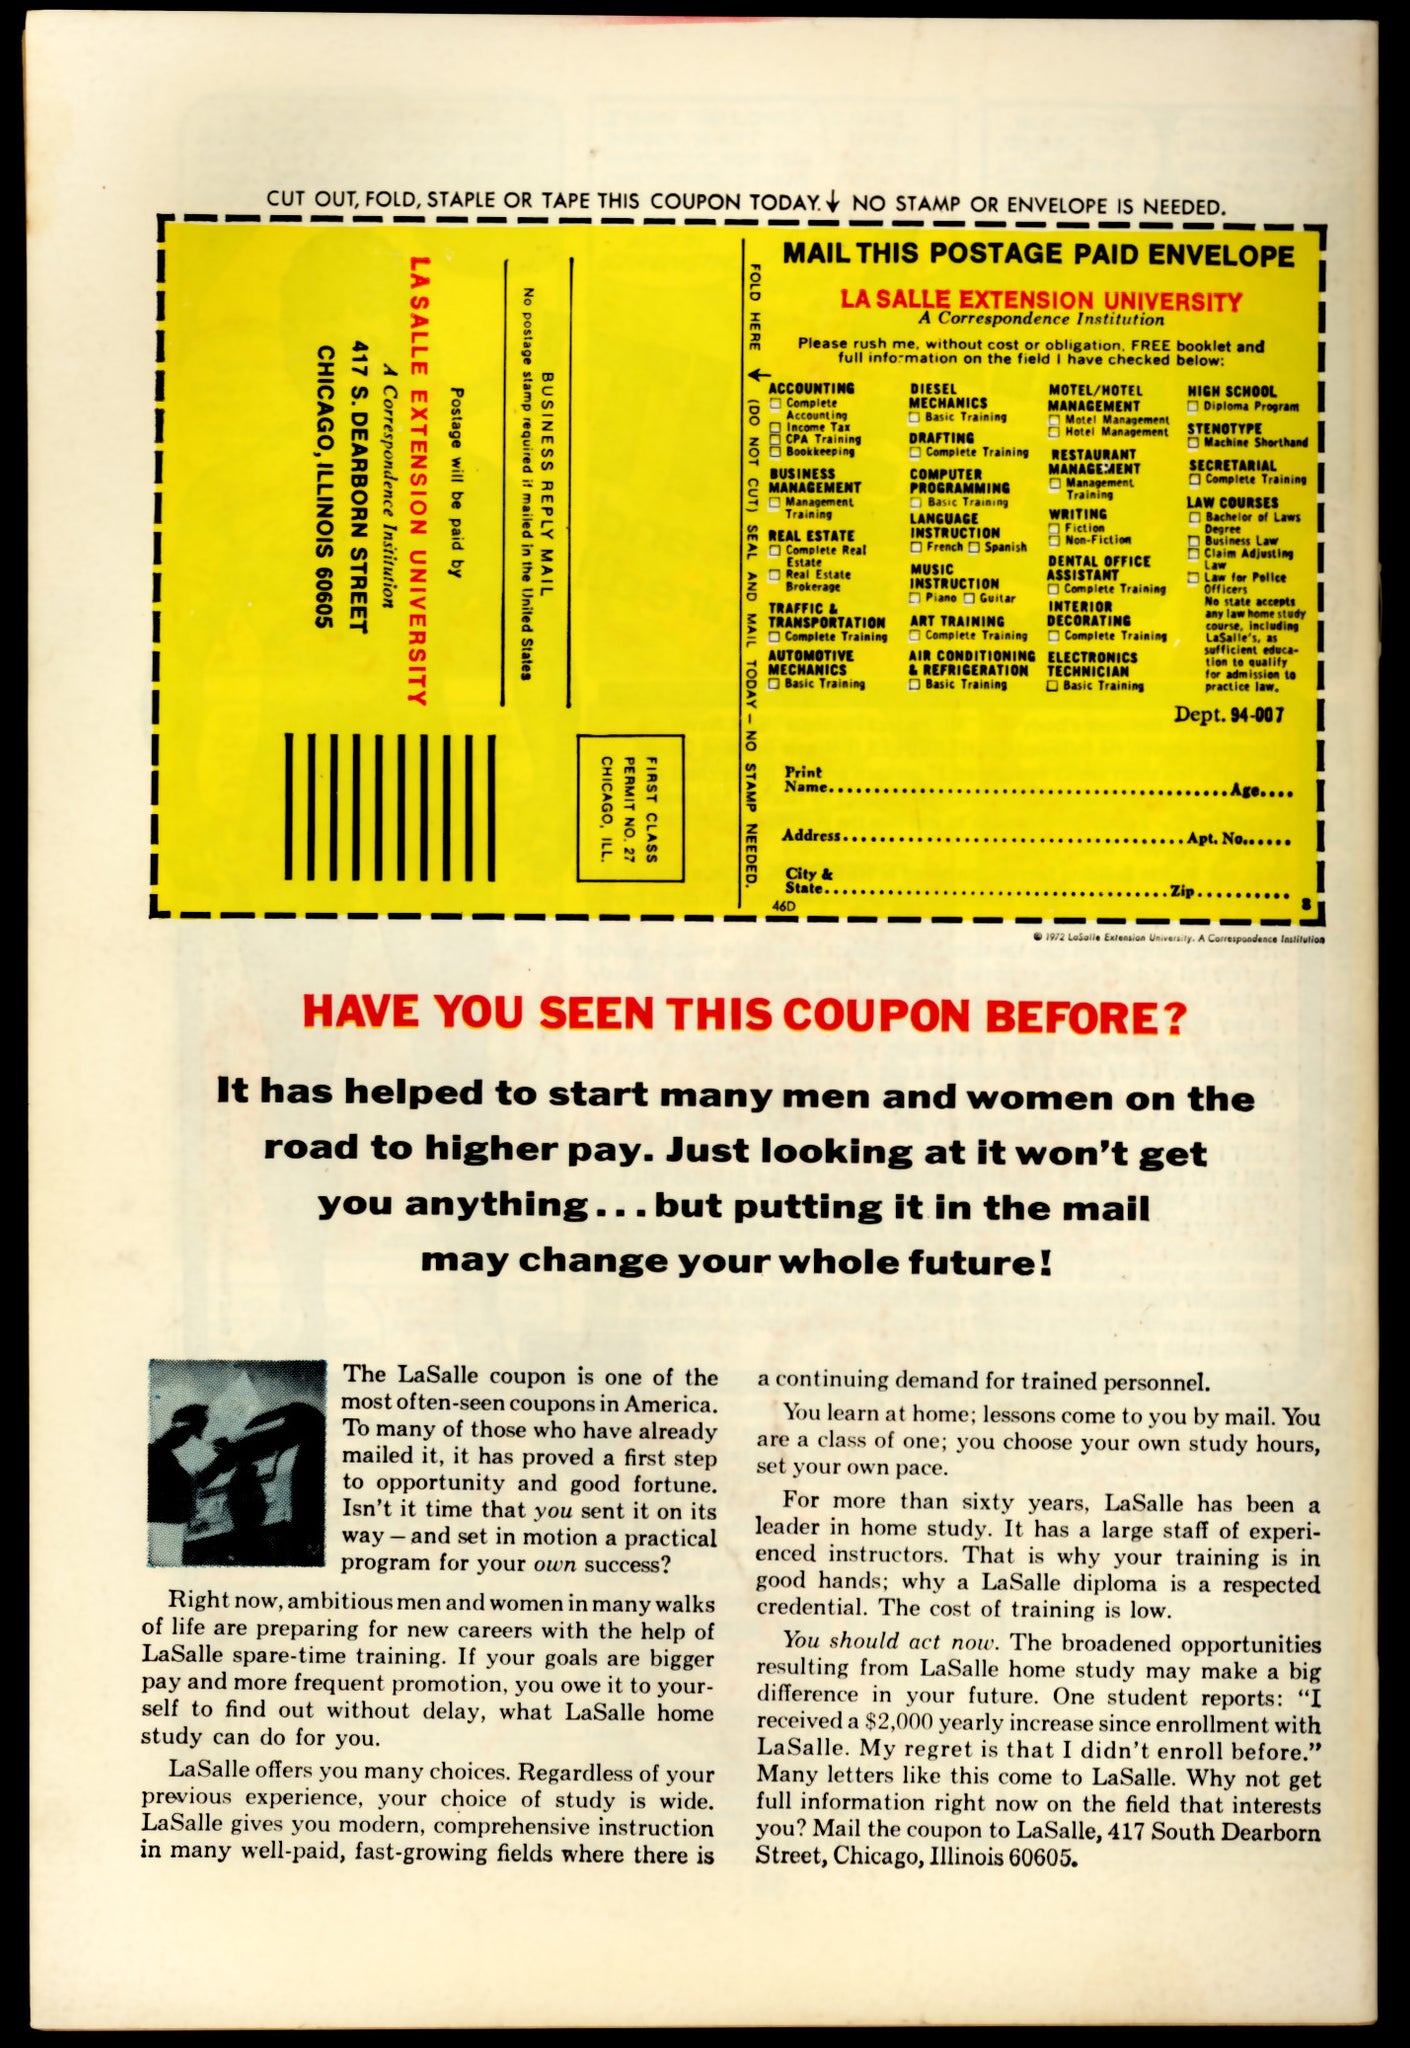 CUT OUT, FOLD, STAPLE OR TAPE THIS COUPON TODAY. ↓ NO STAMP OR ENVELOPE IS NEEDED.
LA SALLE EXTENSION UNIVERSITY
A Correspondence Institution
417 S. DEARBORN STREET
CHICAGO, ILLINOIS 60605
Postage will be paid by
BUSINESS REPLY MAIL
No postage stamp required if mailed in the United States
FIRST CLASS
PERMIT NO. 27
CHICAGO, ILL.
FOLD HERE ↓ (DO NOT CUT) SEAL AND MAIL TODAY — NO STAMP NEEDED.
MAIL THIS POSTAGE PAID ENVELOPE
LA SALLE EXTENSION UNIVERSITY
A Correspondence Institution
Please rush me, without cost or obligation, FREE booklet and
full information on the field I have checked below:
ACCOUNTING
☐ Complete
Accounting
☐ Income Tax
☐ CPA Training
☐ Bookkeeping
BUSINESS
MANAGEMENT
☐ Management
Training
REAL ESTATE
☐ Complete Real
Estate
☐ Real Estate
Brokerage
TRAFFIC &
TRANSPORTATION
☐ Complete Training
AUTOMOTIVE
MECHANICS
☐ Basic Training
DIESEL
MECHANICS
☐ Basic Training
DRAFTING
☐ Complete Training
COMPUTER
PROGRAMMING
☐ Basic Training
LANGUAGE
INSTRUCTION
☐ French ☐ Spanish
MUSIC
INSTRUCTION
☐ Piano ☐ Guitar
ART TRAINING
☐ Complete Training
AIR CONDITIONING
& REFRIGERATION
☐ Basic Training
MOTEL/HOTEL
MANAGEMENT
☐ Motel Management
☐ Hotel Management
RESTAURANT
MANAGEMENT
☐ Management
Training
WRITING
☐ Fiction
☐ Non-Fiction
DENTAL OFFICE
ASSISTANT
☐ Complete Training
INTERIOR
DECORATING
☐ Complete Training
ELECTRONICS
TECHNICIAN
☐ Basic Training
HIGH SCHOOL
☐ Diploma Program
STENOTYPE
☐ Machine Shorthand
SECRETARIAL
☐ Complete Training
LAW COURSES
☐ Bachelor of Laws
Degree
☐ Business Law
☐ Claim Adjusting
Law
☐ Law for Police
Officers
No state accepts
any law home study
course, including
LaSalle's, as
sufficient educa-
tion to qualify
for admission to
practice law.
Dept. 94-007
Print
Name.....Age....
Address.....Apt. No......
City &
State.....Zip..........
46D
8
© 1972 LaSalle Extension University. A Correspondence Institution
HAVE YOU SEEN THIS COUPON BEFORE?
It has helped to start many men and women on the
road to higher pay. Just looking at it won't get
you anything... but putting it in the mail
may change your whole future!
The LaSalle coupon is one of the
most often-seen coupons in America.
To many of those who have already
mailed it, it has proved a first step
to opportunity and good fortune.
Isn't it time that you sent it on its
way – and set in motion a practical
program for your own success?
Right now, ambitious men and women in many walks
of life are preparing for new careers with the help of
LaSalle spare-time training. If your goals are bigger
pay and more frequent promotion, you owe it to your-
self to find out without delay, what LaSalle home
study can do for you.
LaSalle offers you many choices. Regardless of your
previous experience, your choice of study is wide.
LaSalle gives you modern, comprehensive instruction
in many well-paid, fast-growing fields where there is
a continuing demand for trained personnel.
You learn at home; lessons come to you by mail. You
are a class of one; you choose your own study hours,
set your own pace.
For more than sixty years, LaSalle has been a
leader in home study. It has a large staff of experi-
enced instructors. That is why your training is in
good hands; why a LaSalle diploma is a respected
credential. The cost of training is low.
You should act now. The broadened opportunities
resulting from LaSalle home study may make a big
difference in your future. One student reports: "I
received a $2,000 yearly increase since enrollment with
LaSalle. My regret is that I didn't enroll before."
Many letters like this come to LaSalle. Why not get
full information right now on the field that interests
you? Mail the coupon to LaSalle, 417 South Dearborn
Street, Chicago, Illinois 60605.